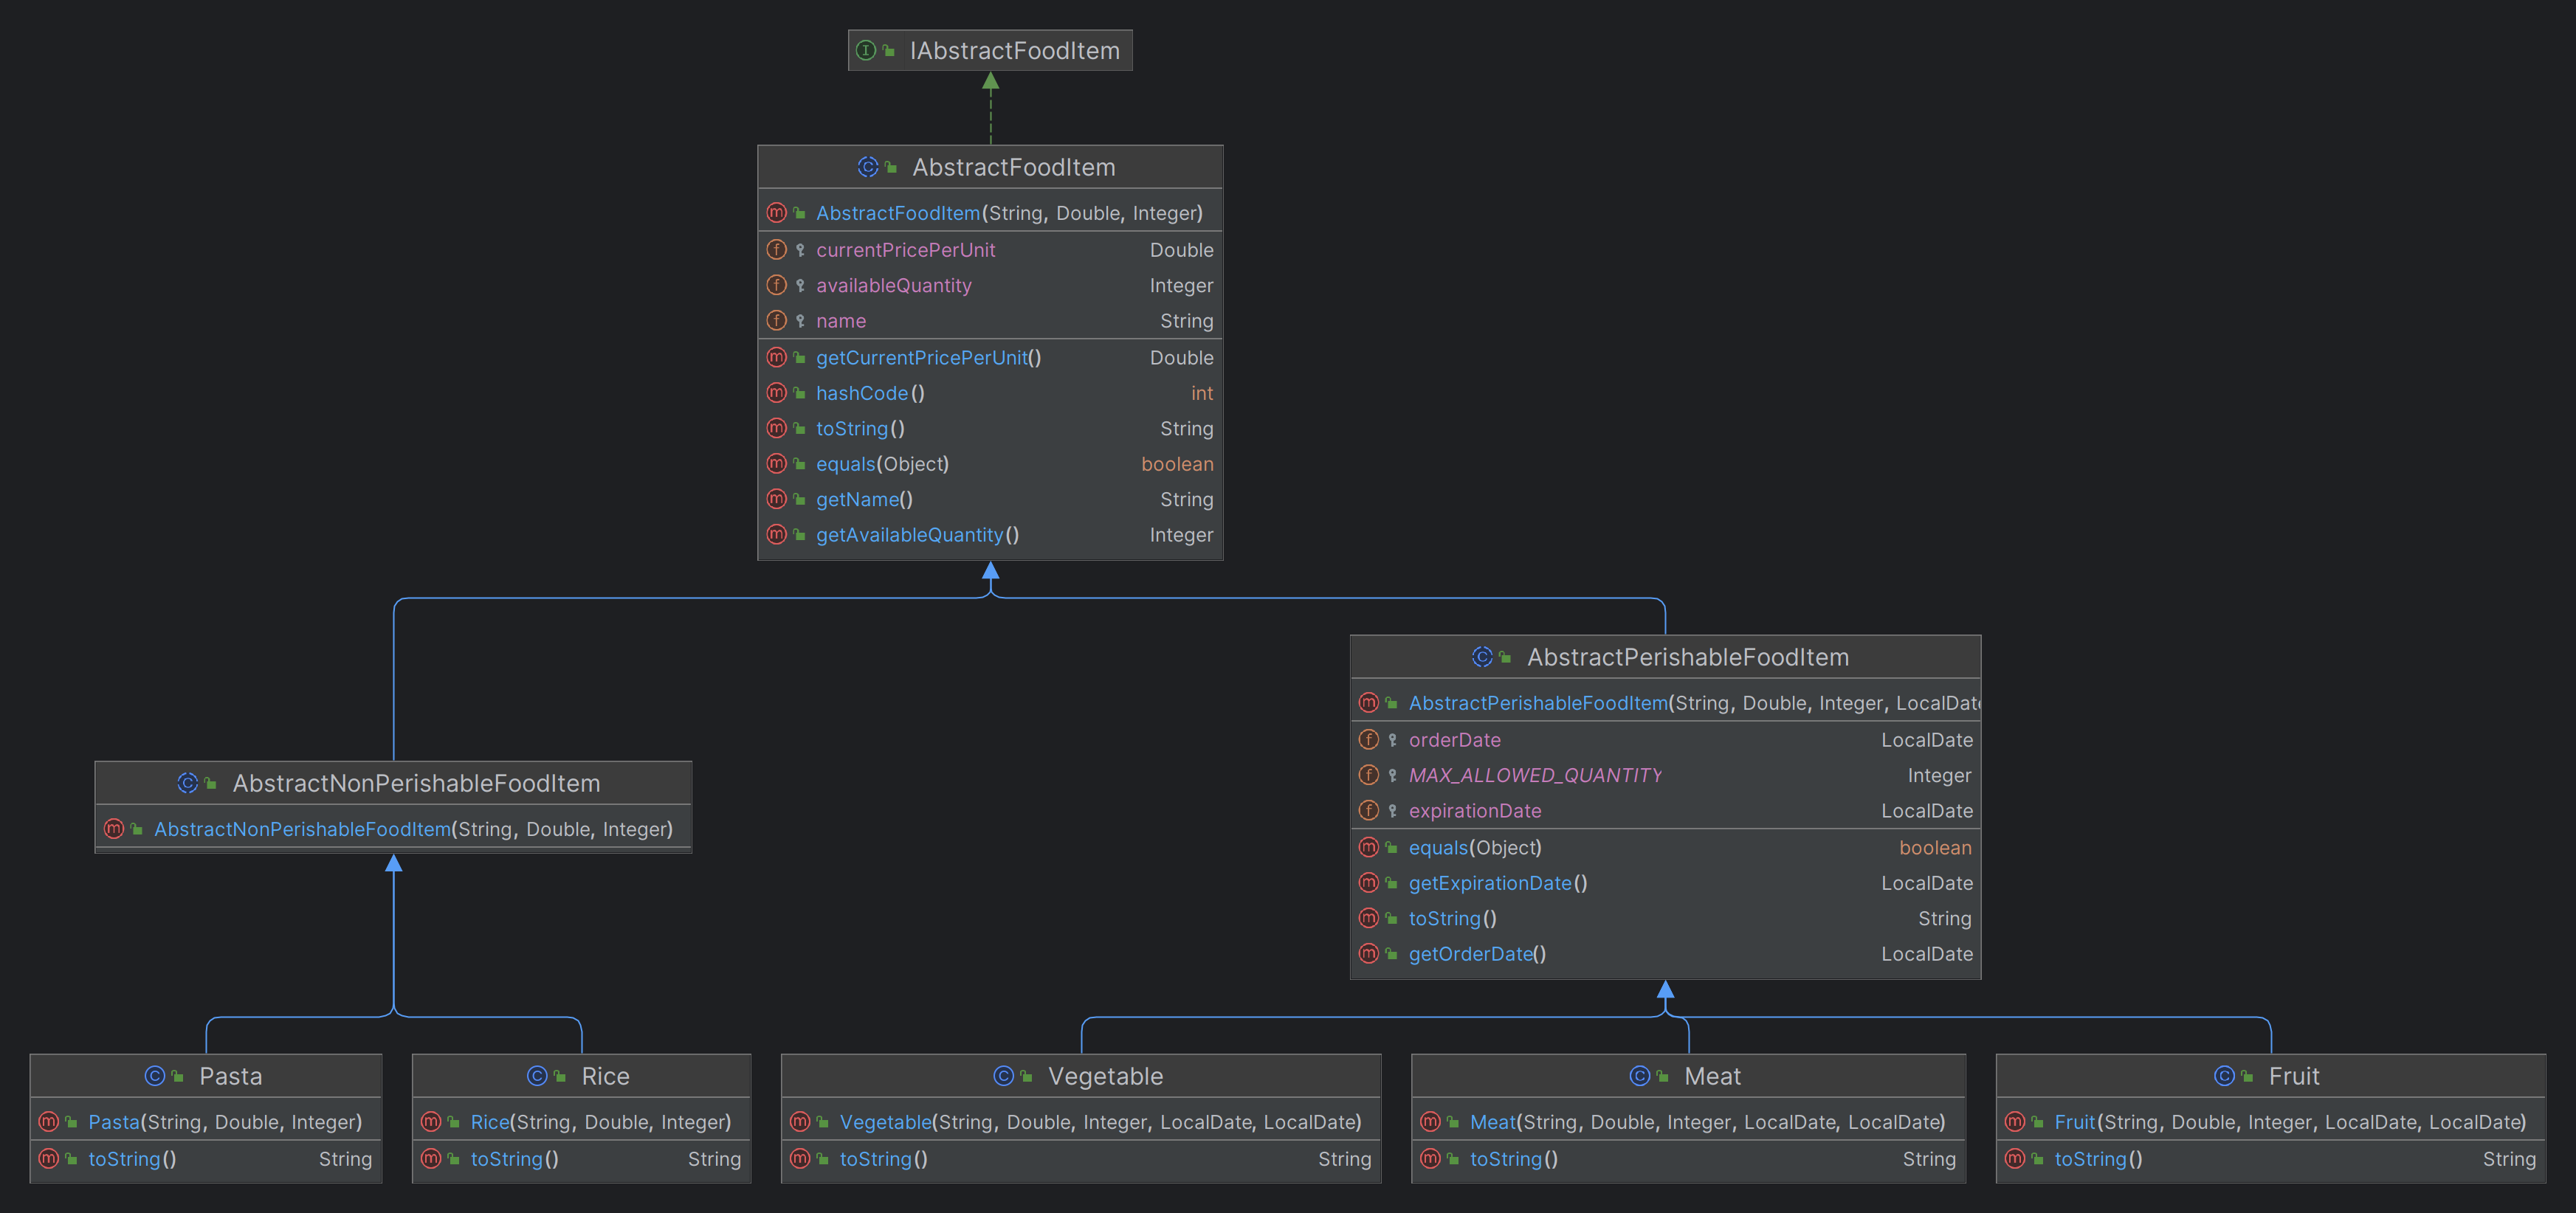 IAbstractFoodItem
AbstractFoodItem
AbstractFoodItem(String, Double, Integer)
currentPricePerUnit Double
availableQuantity Integer
name String
getCurrentPricePerUnit() Double
hashCode() int
toString() String
equals(Object) boolean
getName() String
getAvailableQuantity() Integer
AbstractPerishableFoodItem
AbstractPerishableFoodItem(String, Double, Integer, LocalDate
orderDate LocalDate
MAX_ALLOWED_QUANTITY Integer
expirationDate LocalDate
equals(Object) boolean
getExpirationDate() LocalDate
toString() String
getOrderDate() LocalDate
AbstractNonPerishableFoodItem
AbstractNonPerishableFoodItem(String, Double, Integer)
Pasta
Pasta(String, Double, Integer)
toString() String
Rice
Rice(String, Double, Integer)
toString() String
Vegetable
Vegetable(String, Double, Integer, LocalDate, LocalDate)
toString() String
Meat
Meat(String, Double, Integer, LocalDate, LocalDate)
toString() String
Fruit
Fruit(String, Double, Integer, LocalDate, LocalDate)
toString() String